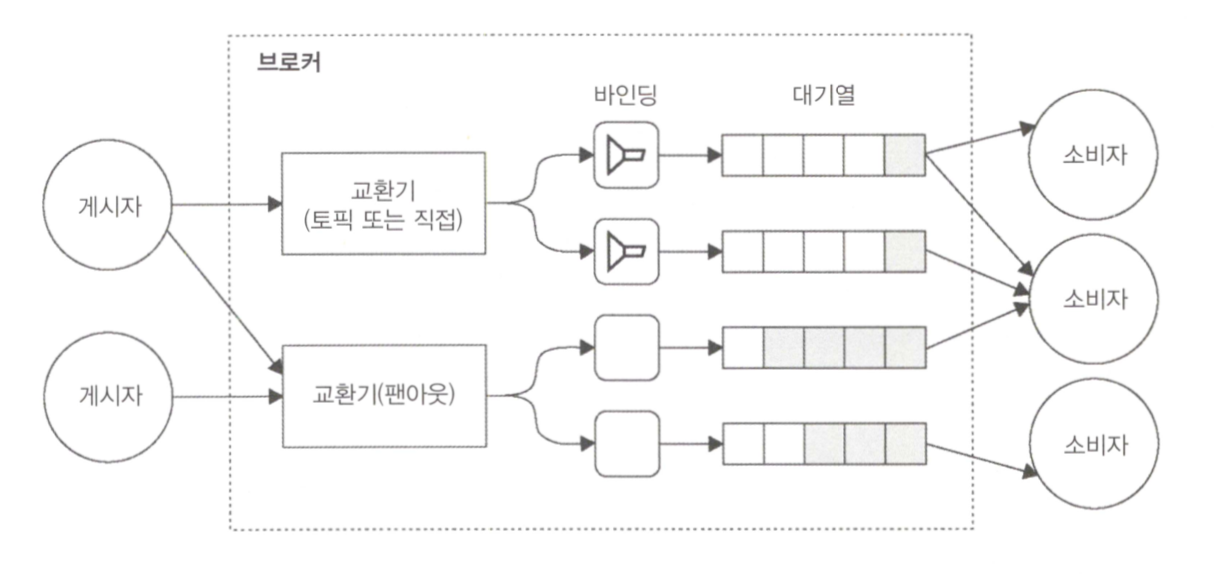 브로커
바인딩
대기열
게시자
교환기
(토픽 또는 직접)
소비자
소비자
게시자
교환기(팬아웃)
소비자